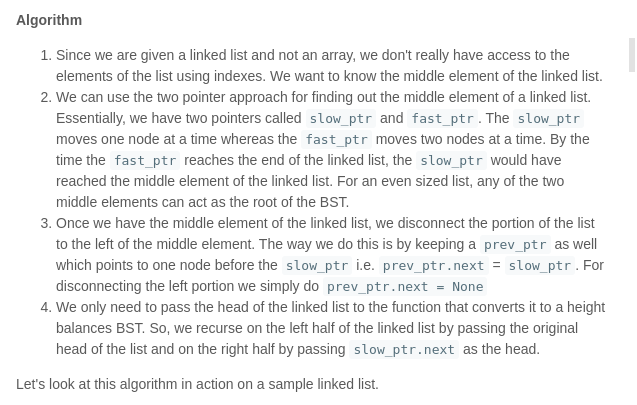 Algorithm
1. Since we are given a linked list and not an array, we don't really have access to the
elements of the list using indexes. We want to know the middle element of the linked list.
2. We can use the two pointer approach for finding out the middle element of a linked list.
Essentially, we have two pointers called slow_ptr and fast_ptr. The slow_ptr
moves one node at a time whereas the fast_ptr moves two nodes at a time. By the
time the fast_ptr reaches the end of the linked list, the slow_ptr would have
reached the middle element of the linked list. For an even sized list, any of the two
middle elements can act as the root of the BST.
3. Once we have the middle element of the linked list, we disconnect the portion of the list
to the left of the middle element. The way we do this is by keeping a prev_ptr as well
which points to one node before the slow_ptr i.e. prev_ptr.next = slow_ptr. For
disconnecting the left portion we simply do prev_ptr.next = None
4. We only need to pass the head of the linked list to the function that converts it to a height
balances BST. So, we recurse on the left half of the linked list by passing the original
head of the list and on the right half by passing slow_ptr.next as the head.
Let's look at this algorithm in action on a sample linked list.